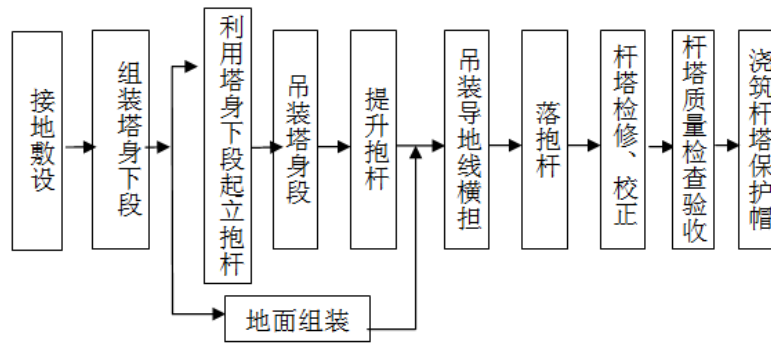 接地敷设
组装塔身下段
利用塔身下段起立抱杆
吊装塔身段
提升抱杆
地面组装
吊装导地线横担
落抱杆
杆塔检修、校正
杆塔质量检查验收
浇筑杆塔保护帽